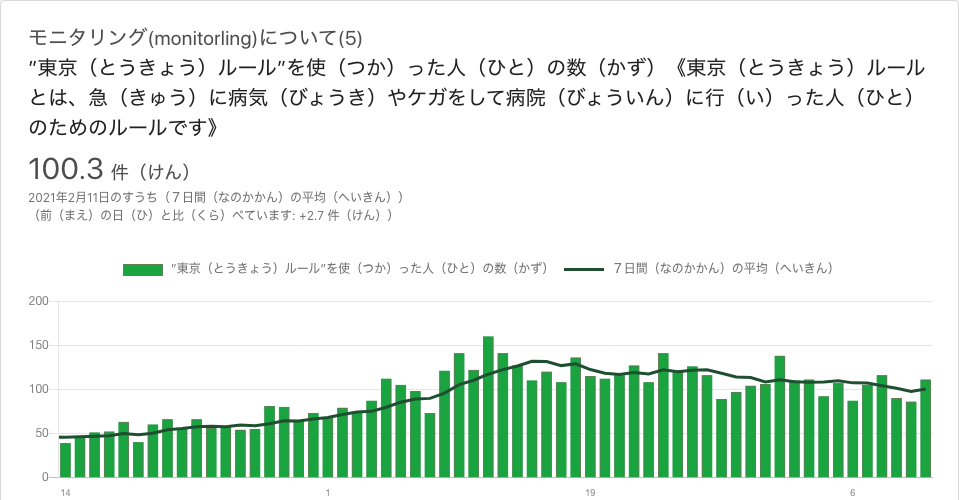 モニタリング(monitorling)について(5)
”東京（とうきょう）ルール”を使（つか）った人（ひと）の数（かず）《東京（とうきょう）ルール
とは、急（きゅう）に病気（びょうき）やケガをして病院（びょういん）に行（い）った人（ひと）
のためのルールです》
100.3 件（けん）
2021年2月11日のすうち（７日間（なのかかん）の平均（へいきん））
（前（まえ）の日（ひ）と比（くら）べています: +2.7 件（けん））
”東京（とうきょう）ルール”を使（つか）った人（ひと）の数（かず）
７日間（なのかかん）の平均（へいきん）
200
150
100
50
0
14 1 19 6